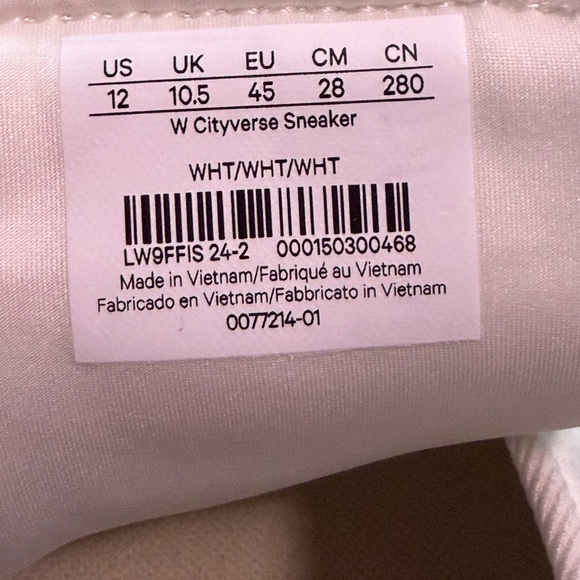 US UK EU CM CN
12 10.5 45 28 280
W Cityverse Sneaker
WHT/WHT/WHT
LW9FFIS 24-2 000150300468
Made in Vietnam/Fabriqué au Vietnam
Fabricado en Vietnam/Fabbricato in Vietnam
0077214-01